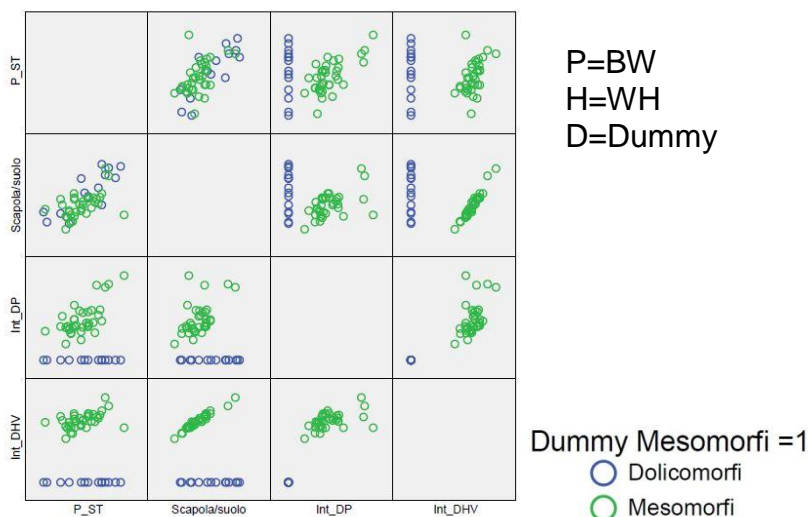 P_ST
Scapola/suolo
Int_DP
Int_DHV
P_ST
Scapola/suolo
Int_DP
Int_DHV
P=BW
H=WH
D=Dummy
Dummy Mesomorfi =1
Dolicomorfi
Mesomorfi